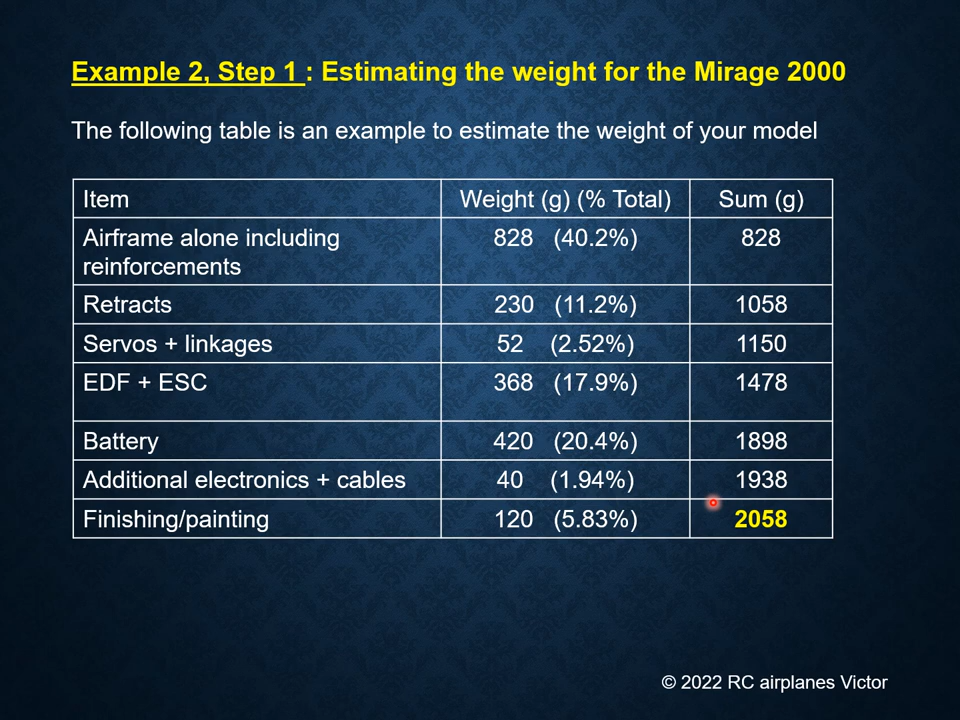 Example 2, Step 1 : Estimating the weight for the Mirage 2000
The following table is an example to estimate the weight of your model
Item Weight (g) (% Total) Sum (g)
Airframe alone including
reinforcements 828 (40.2%) 828
Retracts 230 (11.2%) 1058
Servos + linkages 52 (2.52%) 1150
EDF + ESC 368 (17.9%) 1478
Battery 420 (20.4%) 1898
Additional electronics + cables 40 (1.94%) 1938
Finishing/painting 120 (5.83%) 2058
© 2022 RC airplanes Victor